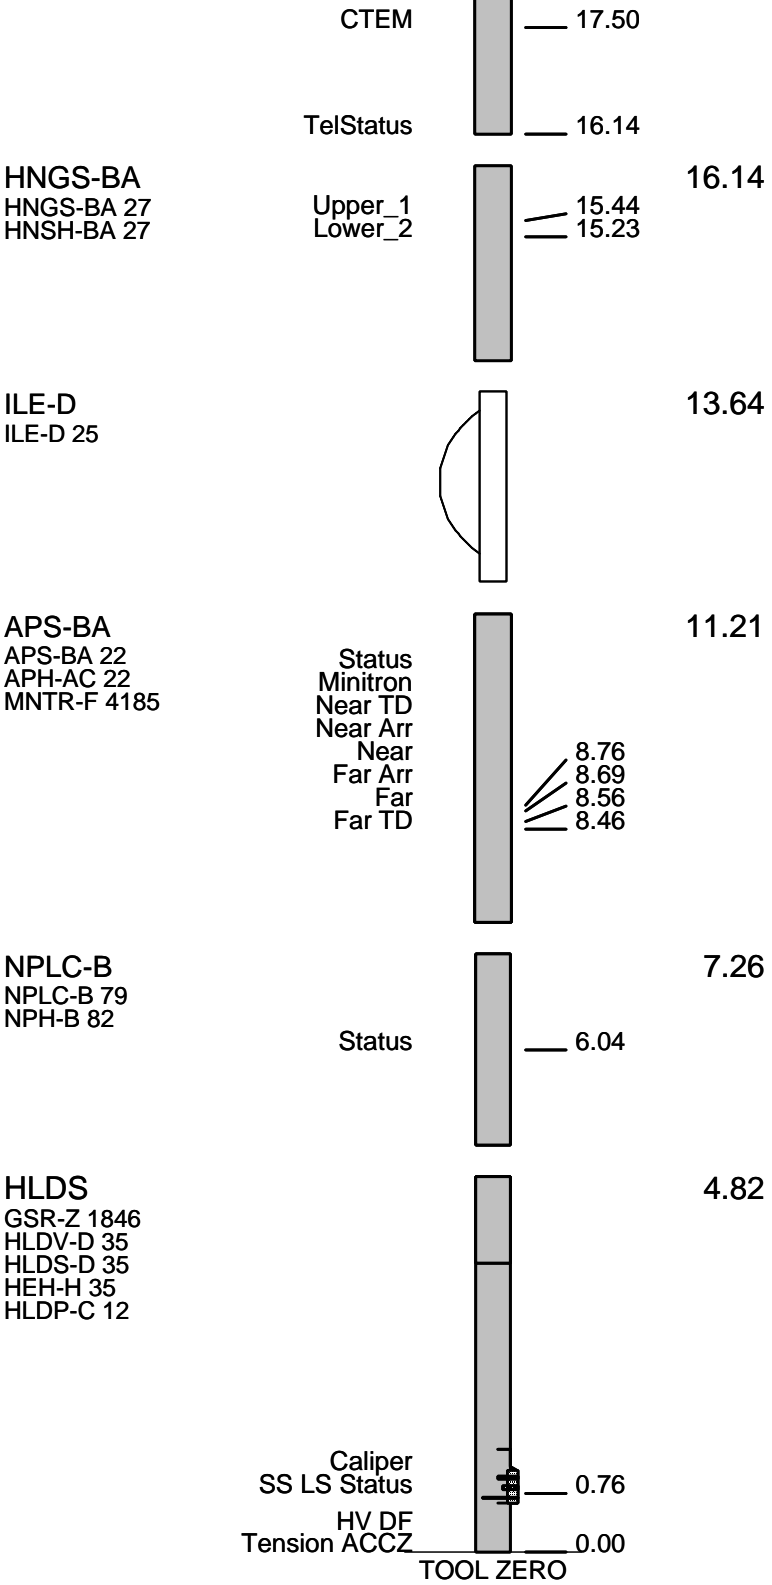 CTEM 17.50
TelStatus 16.14
HNGS-BA 16.14
HNGS-BA 27 Upper_1 15.44
HNSH-BA 27 Lower_2 15.23
ILE-D 13.64
ILE-D 25
APS-BA 11.21
APS-BA 22 Status
APH-AC 22 Minitron
MNTR-F 4185 Near TD
Near Arr
Near 8.76
Far Arr 8.69
Far 8.56
Far TD 8.46
NPLC-B 7.26
NPLC-B 79
NPH-B 82
Status 6.04
HLDS 4.82
GSR-Z 1846
HLDV-D 35
HLDS-D 35
HEH-H 35
HLDP-C 12
Caliper
SS LS Status 0.76
HV DF
Tension ACCZ 0.00
TOOL ZERO